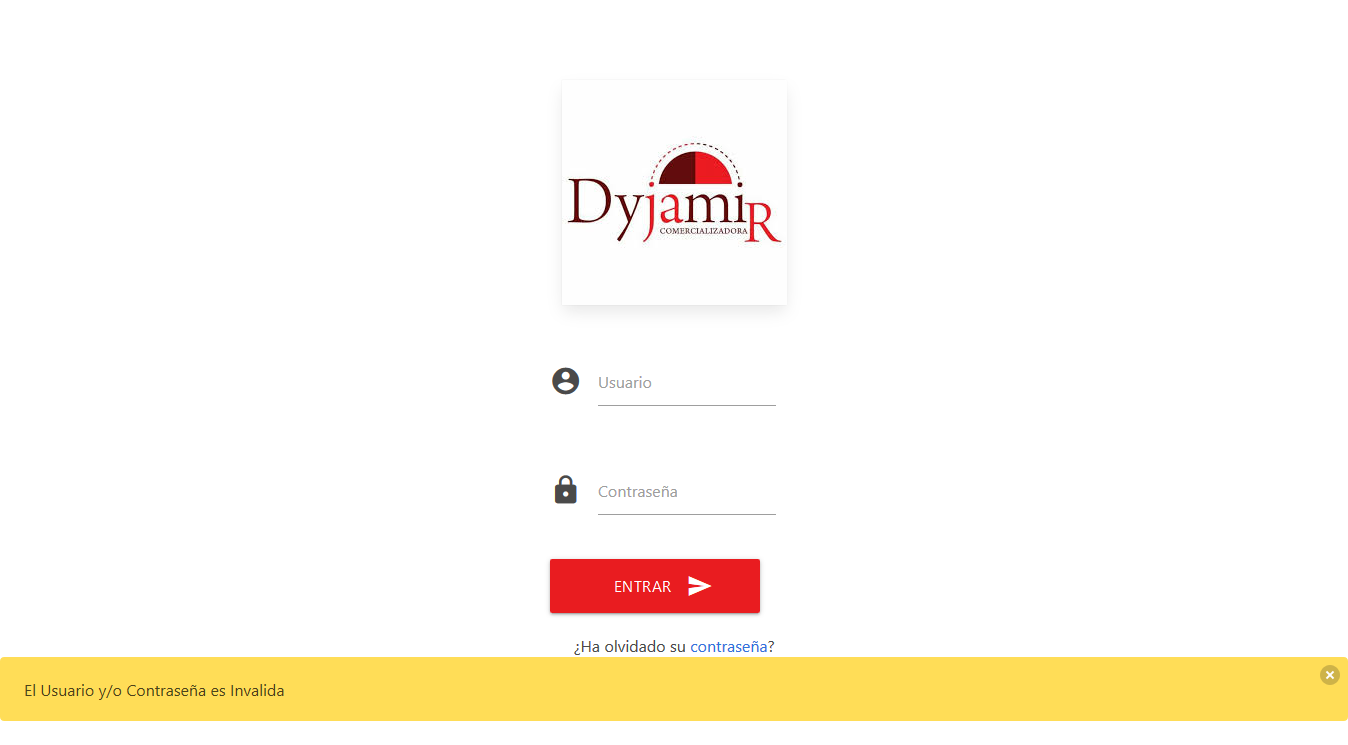 DyjamiR
COMERCIALIZADORA
Usuario
Contraseña
ENTRAR
¿Ha olvidado su contraseña?
El Usuario y/o Contraseña es Invalida